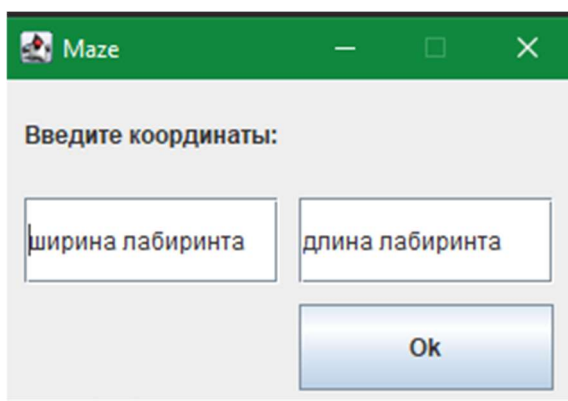 Maze
Введите координаты:
ширина лабиринта
длина лабиринта
Ok